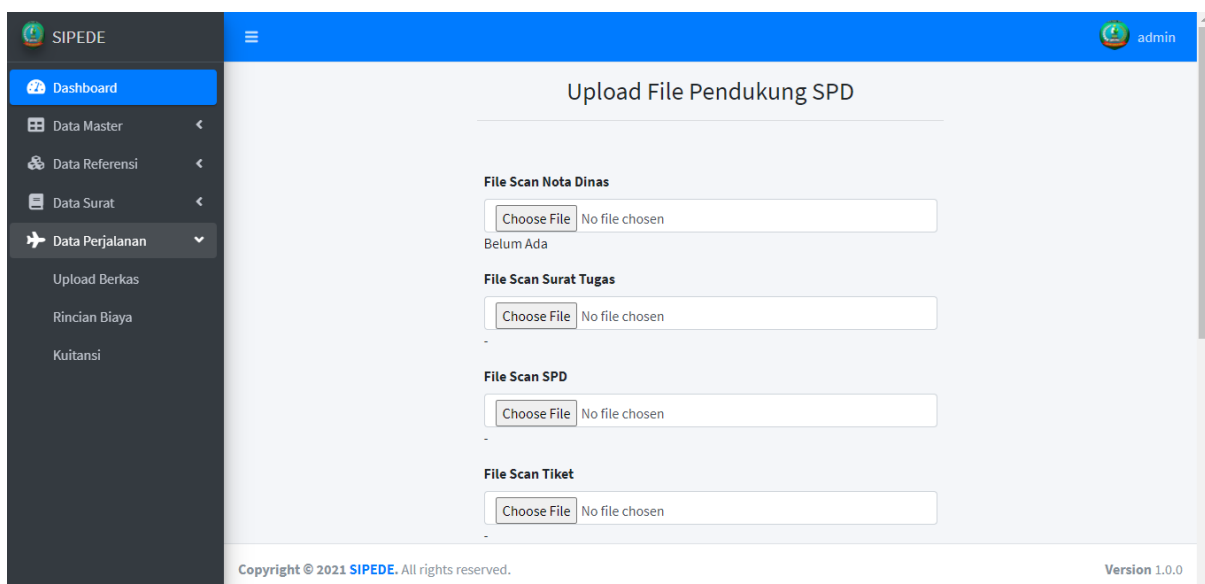 SIPEDE
admin
Dashboard
Data Master
Data Referensi
Data Surat
Data Perjalanan
Upload Berkas
Rincian Biaya
Kuitansi
Upload File Pendukung SPD
File Scan Nota Dinas
Choose File No file chosen
Belum Ada
File Scan Surat Tugas
Choose File No file chosen
-
File Scan SPD
Choose File No file chosen
-
File Scan Tiket
Choose File No file chosen
-
Copyright © 2021 SIPEDE. All rights reserved.
Version 1.0.0